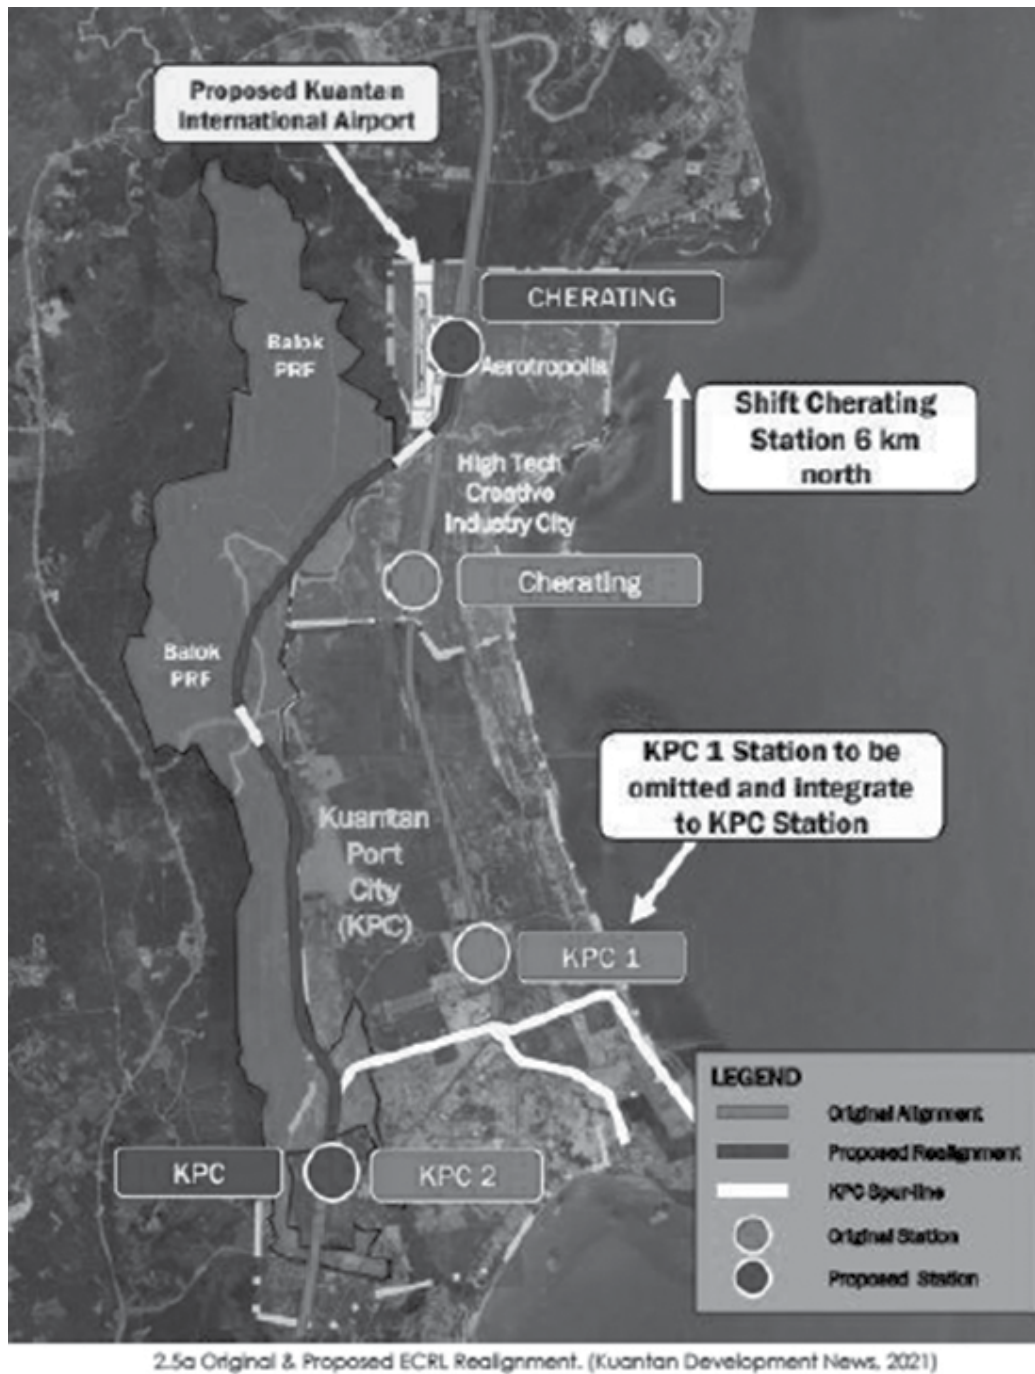 Proposed Kuantan
International Airport
CHERATING
Balok
PRF
Aerotropolis
Shift Cherating
Station 6 km
north
High Tech
Creative
Industry City
Cherating
Balok
PRF
KPC 1 Station to be
omitted and integrate
to KPC Station
Kuantan
Port
City
(KPC)
KPC 1
LEGEND
Original Alignment
Proposed Realignment
KPC Spur-line
Original Station
Proposed Station
KPC
KPC 2
2.5a Original & Proposed ECRL Realignment. (Kuantan Development News, 2021)